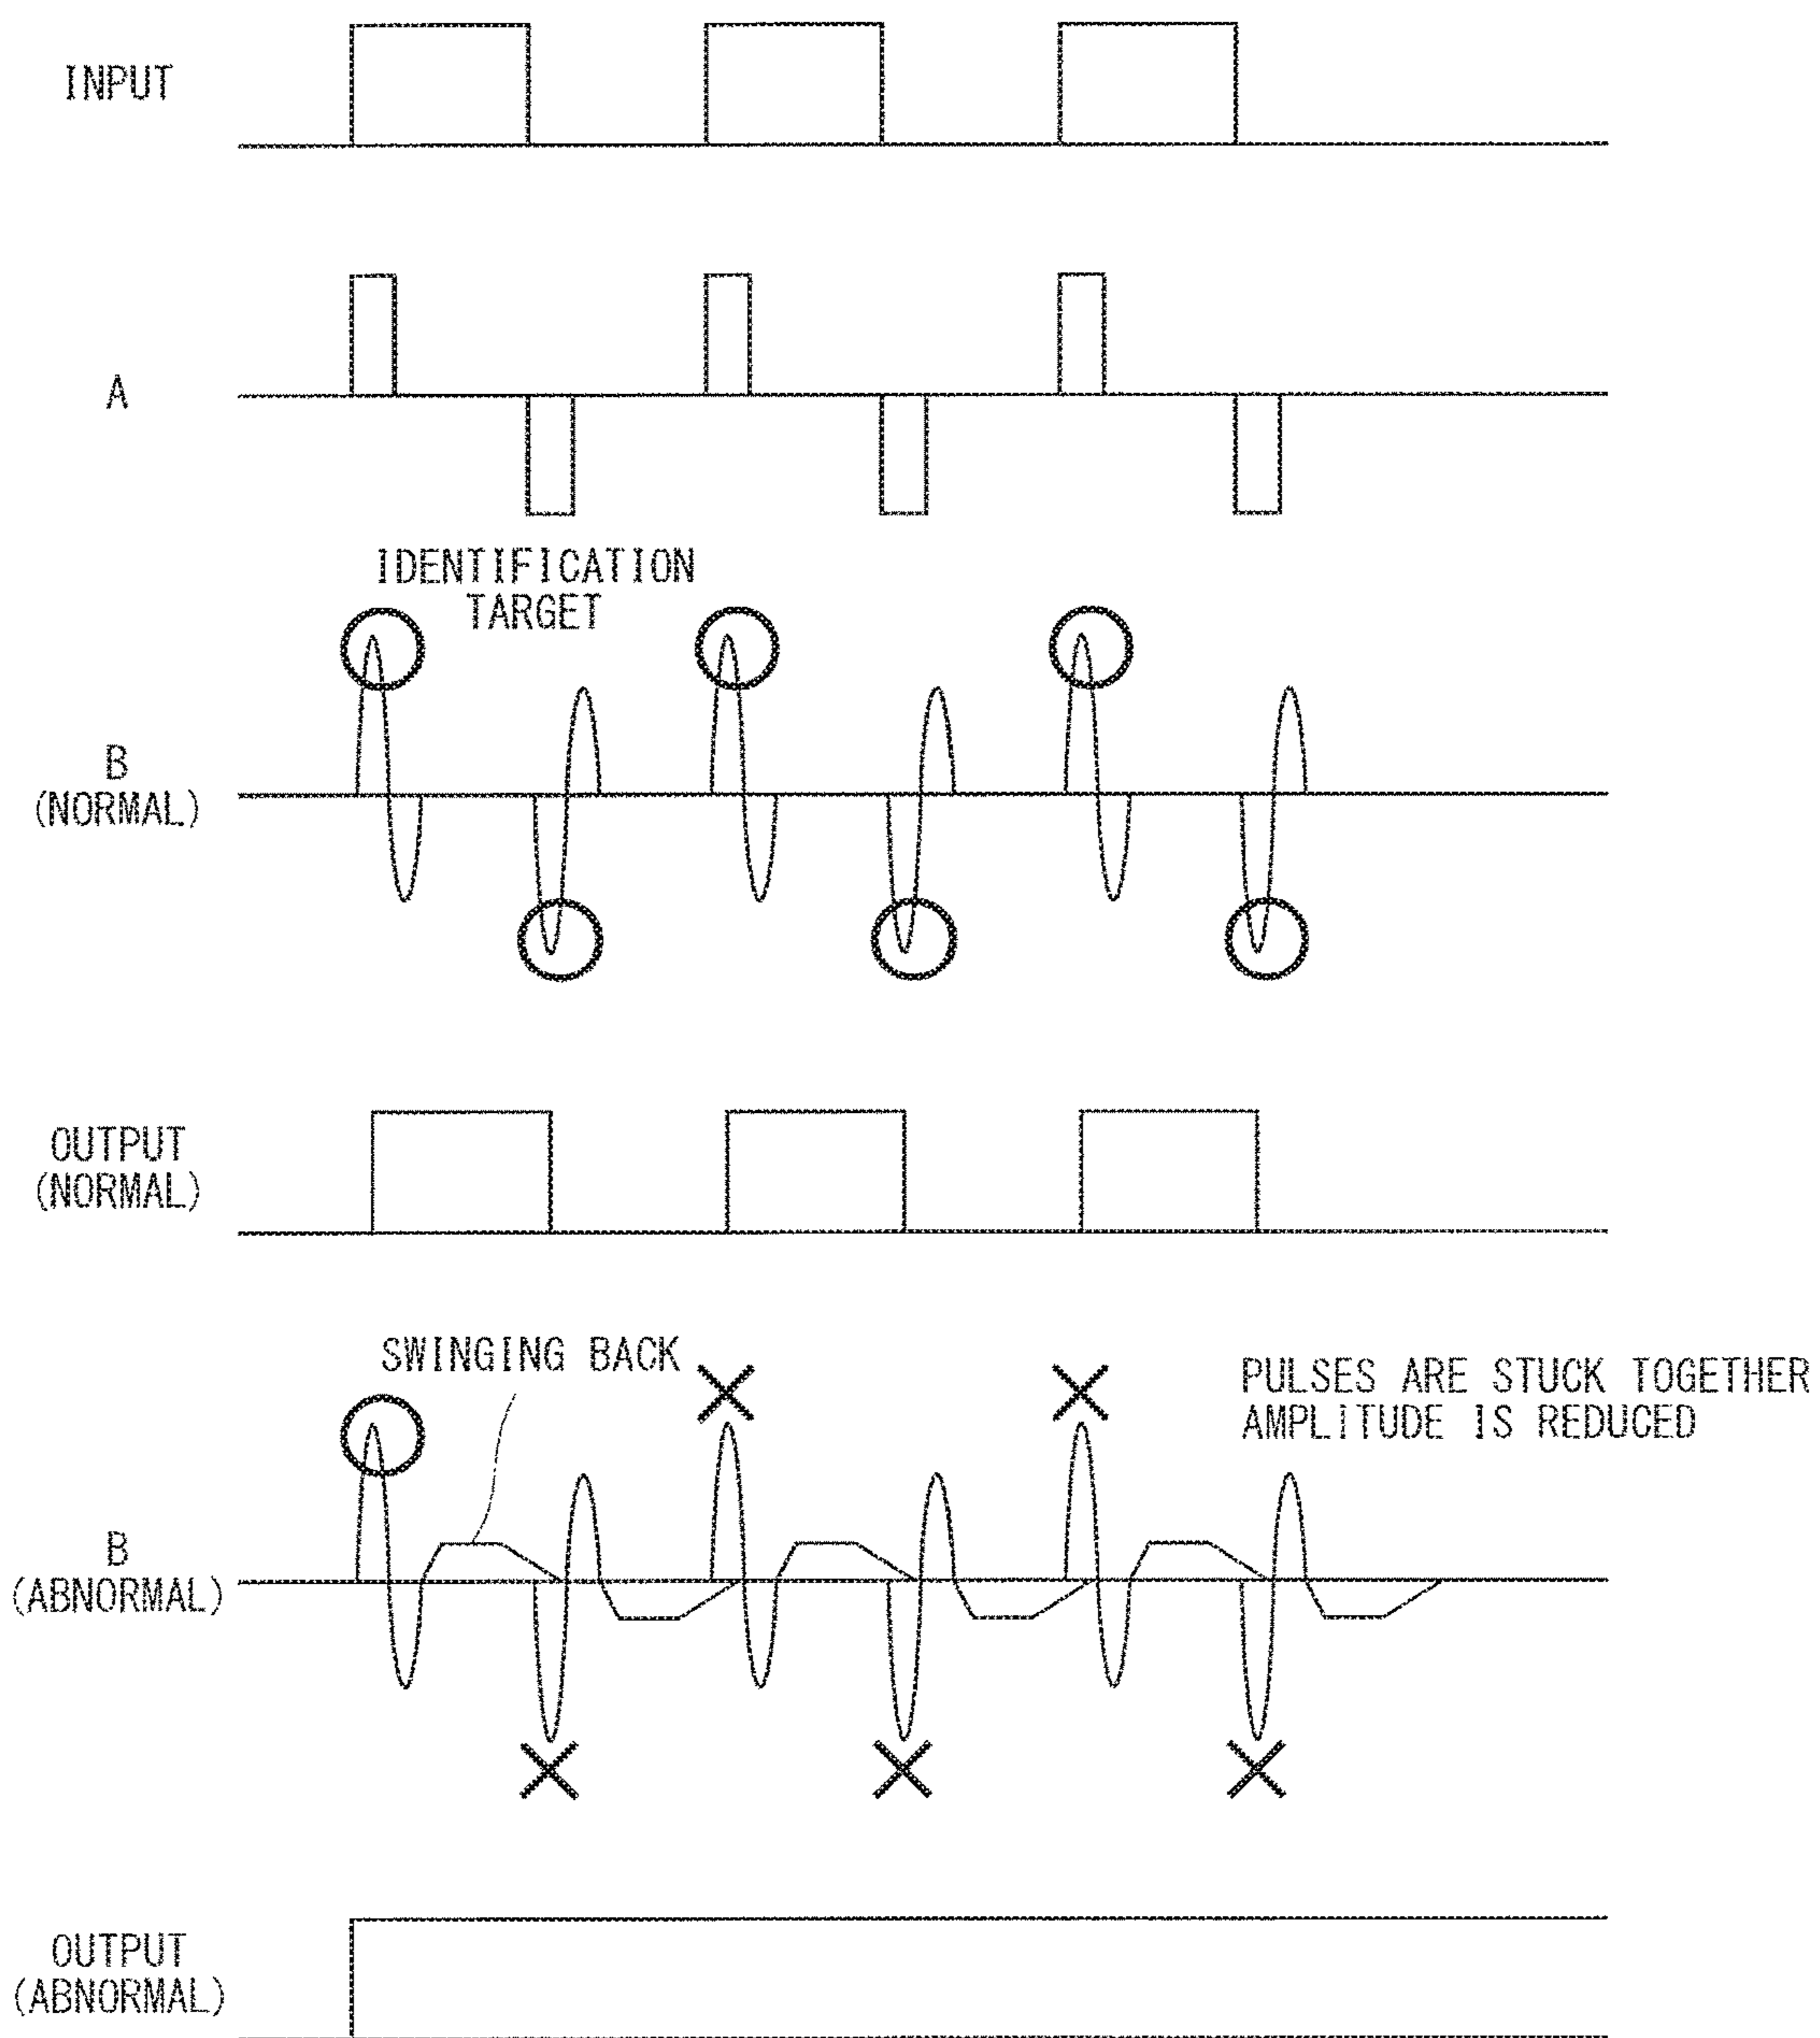 INPUT
A
IDENTIFICATION
TARGET
B
(NORMAL)
OUTPUT
(NORMAL)
SWINGING BACK
PULSES ARE STUCK TOGETHER
AMPLITUDE IS REDUCED
B
(ABNORMAL)
OUTPUT
(ABNORMAL)